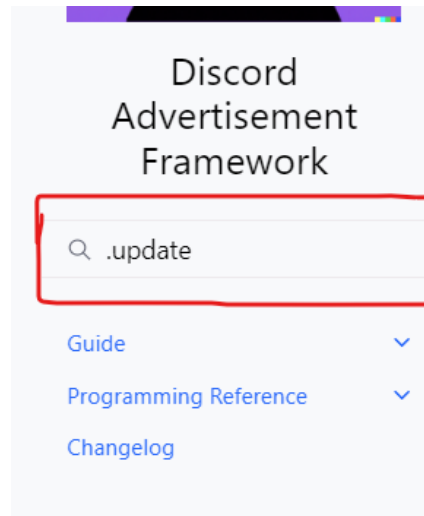 Discord
Advertisement
Framework
.update
Guide
Programming Reference
Changelog